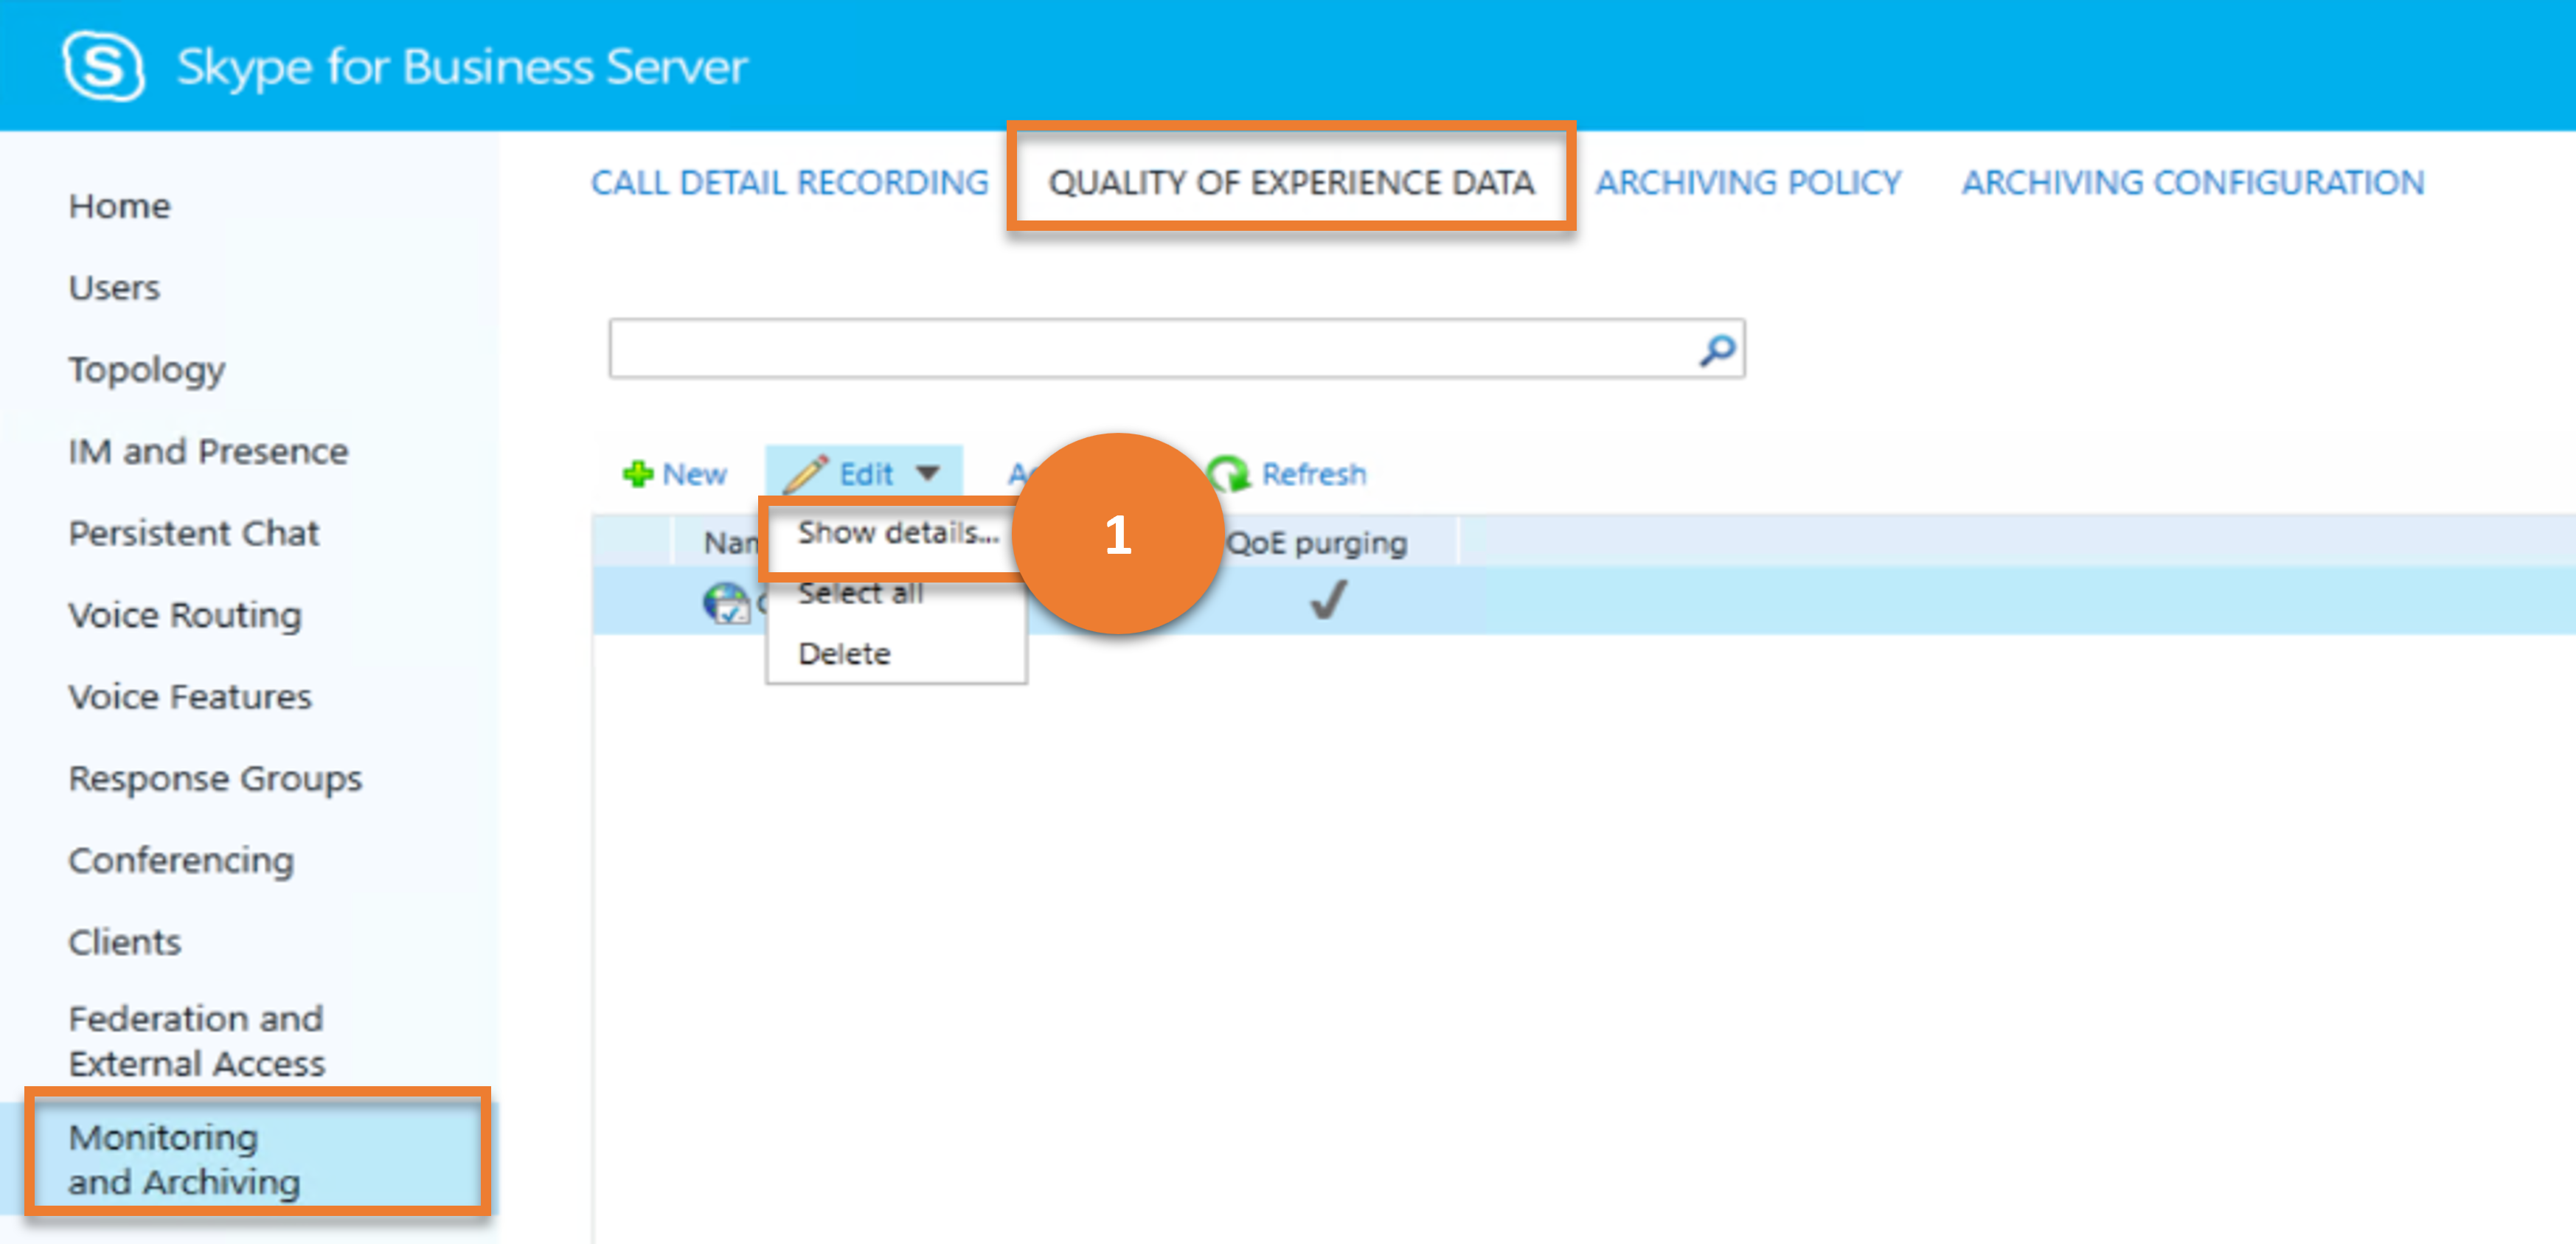 Skype for Business Server
CALL DETAIL RECORDING QUALITY OF EXPERIENCE DATA ARCHIVING POLICY ARCHIVING CONFIGURATION
Home
Users
Topology
IM and Presence
Persistent Chat
Voice Routing
Voice Features
Response Groups
Conferencing
Clients
Federation and
External Access
Monitoring
and Archiving
New Edit Refresh
QoE purging
Show details...
Select all
Delete
1